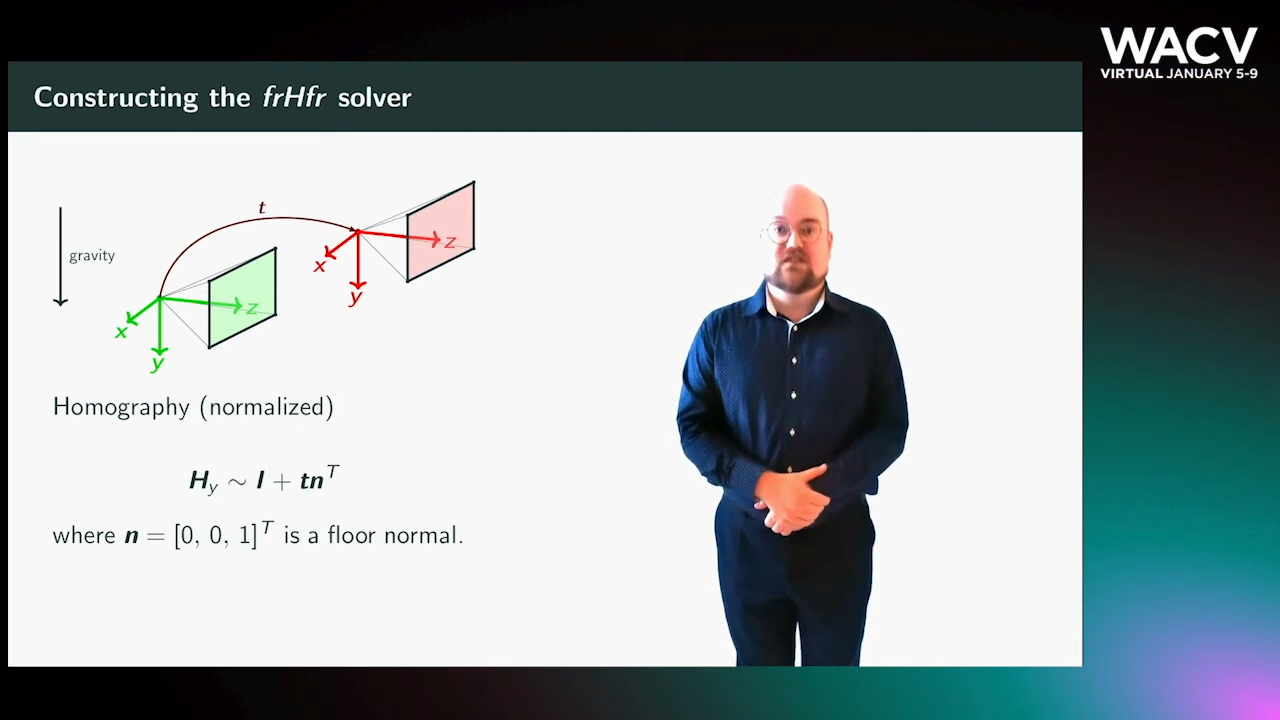 WACV
VIRTUAL JANUARY 5-9
Constructing the frHfr solver
t
gravity
z
x
y
z
x
y
Homography (normalized)
H_y ∼ I + tn^T
where n = [0, 0, 1]^T is a floor normal.